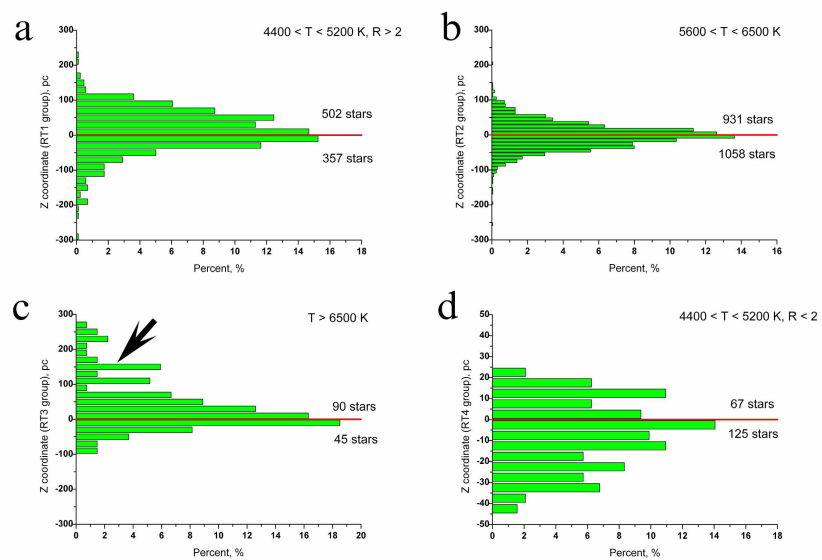 a
4400 < T < 5200 K, R > 2
Z coordinate (RT1 group), pc
300
200
100
0
-100
-200
-300
502 stars
357 stars
0 2 4 6 8 10 12 14 16 18
Percent, %
b
5600 < T < 6500 K
Z coordinate (RT2 group), pc
300
200
100
0
-100
-200
-300
931 stars
1058 stars
0 2 4 6 8 10 12 14 16
Percent, %
c
T > 6500 K
Z coordinate (RT3 group), pc
300
200
100
0
-100
-200
-300
90 stars
45 stars
0 2 4 6 8 10 12 14 16 18 20
Percent, %
d
4400 < T < 5200 K, R < 2
Z coordinate (RT4 group), pc
50
40
30
20
10
0
-10
-20
-30
-40
-50
67 stars
125 stars
0 2 4 6 8 10 12 14 16 18
Percent, %